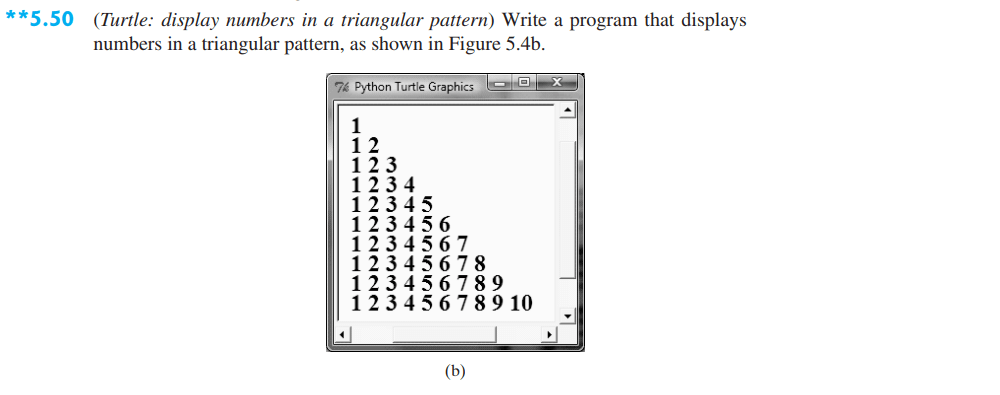 **5.50 (Turtle: display numbers in a triangular pattern) Write a program that displays
numbers in a triangular pattern, as shown in Figure 5.4b.
Python Turtle Graphics
1
1 2
1 2 3
1 2 3 4
1 2 3 4 5
1 2 3 4 5 6
1 2 3 4 5 6 7
1 2 3 4 5 6 7 8
1 2 3 4 5 6 7 8 9
1 2 3 4 5 6 7 8 9 10
(b)